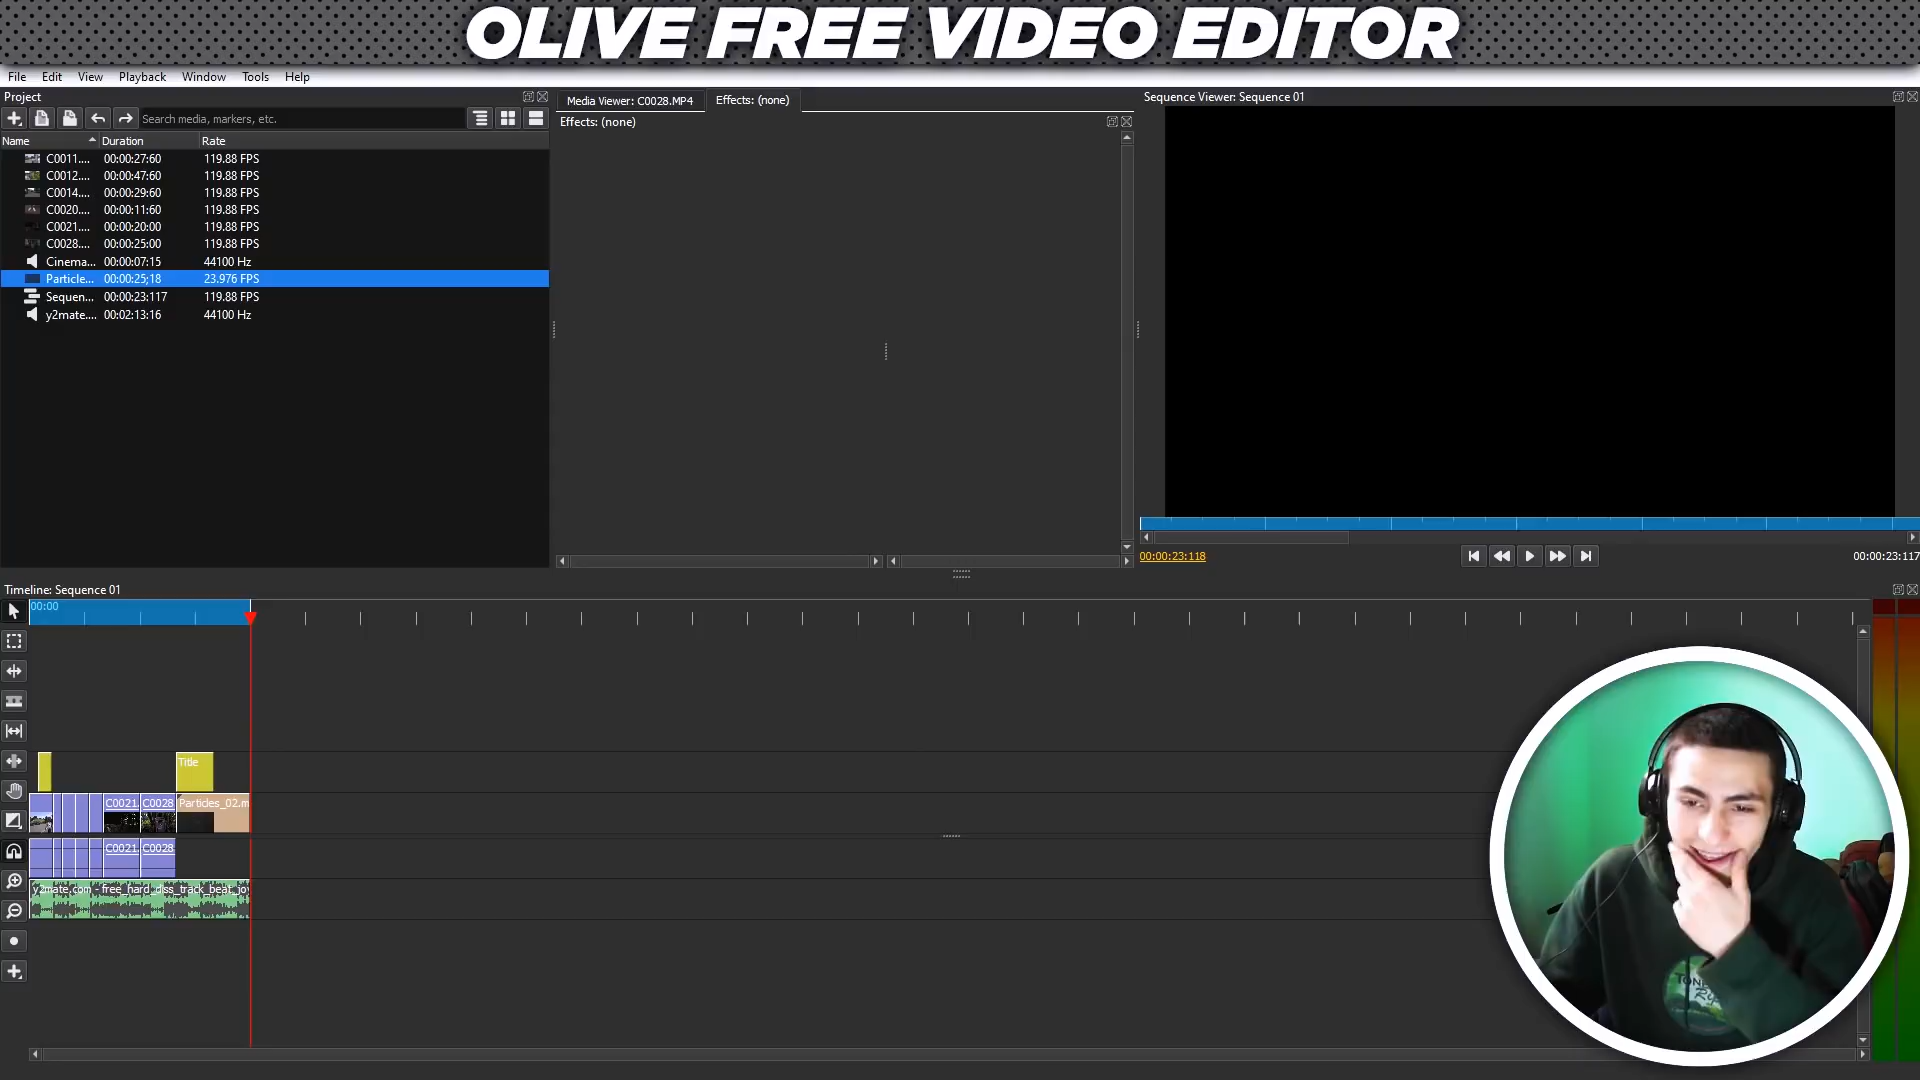 OLIVE FREE VIDEO EDITOR
File Edit View Playback Window Tools Help
Project
Search media, markers, etc.
Name Duration Rate
C0011.... 00:00:27:60 119.88 FPS
C0012.... 00:00:47:60 119.88 FPS
C0014.... 00:00:29:60 119.88 FPS
C0020.... 00:00:11:60 119.88 FPS
C0021.... 00:00:20:00 119.88 FPS
C0028.... 00:00:25:00 119.88 FPS
Cinema... 00:00:07:15 44100 Hz
Particle... 00:00:25;18 23.976 FPS
Sequen... 00:00:23:117 119.88 FPS
y2mate.... 00:02:13:16 44100 Hz
Media Viewer: C0028.MP4 Effects: (none)
Effects: (none)
Sequence Viewer: Sequence 01
00:00:23:118
00:00:23:117
Timeline: Sequence 01
00:00
Title
C0021. C0028 Particles_02.m
C0021. C0028
y2mate.com - free_hard_diss_track_beat_joy